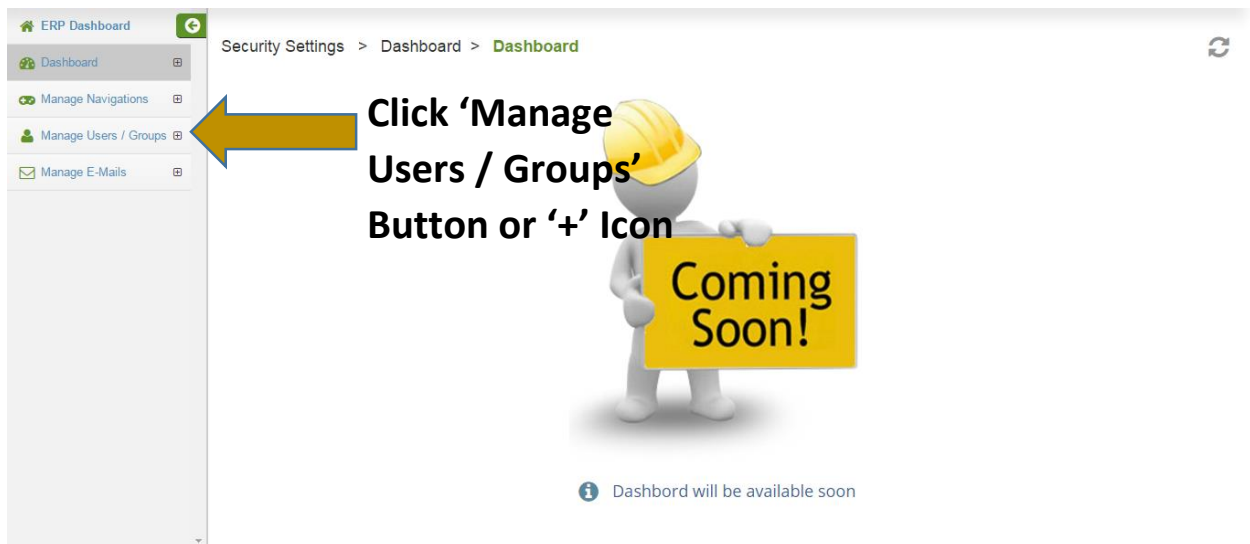 ERP Dashboard
Dashboard
Manage Navigations
Manage Users / Groups
Manage E-Mails
Security Settings > Dashboard > Dashboard
Click ‘Manage
Users / Groups’
Button or ‘+’ Icon
Coming
Soon!
Dashbord will be available soon